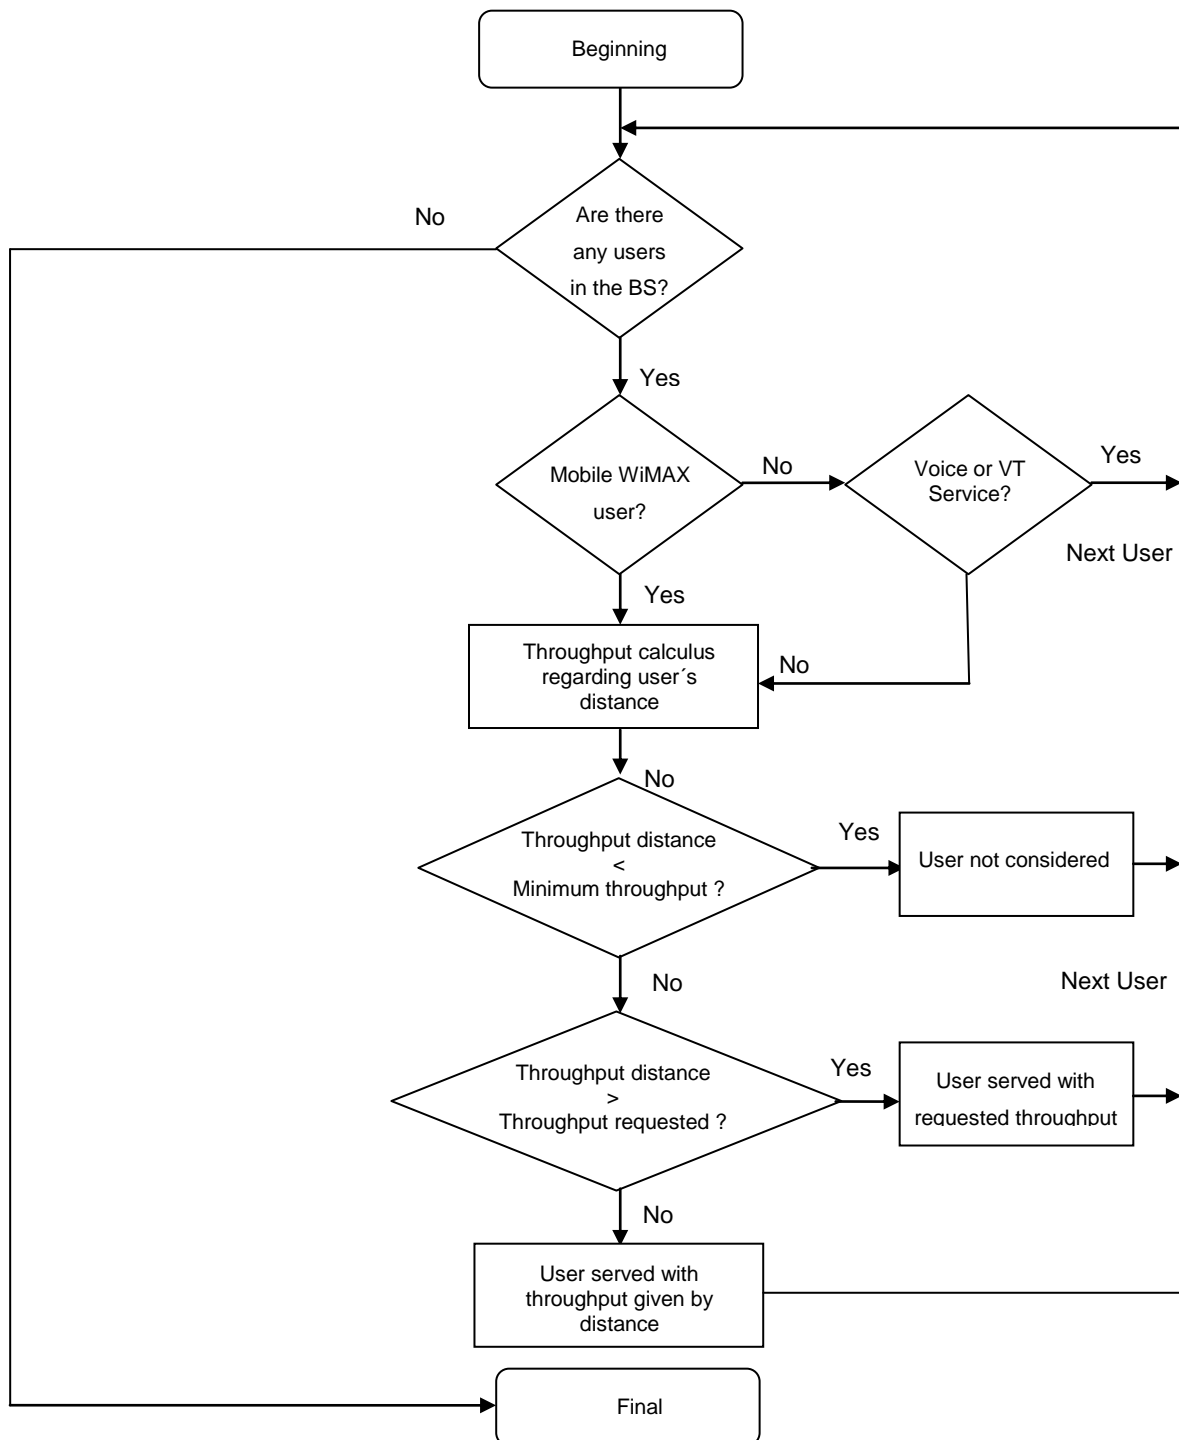 Beginning
No
Are there
any users
in the BS?
Yes
Mobile WiMAX
user?
No
Voice or VT
Service?
Yes
Next User
Yes
Throughput calculus
regarding user´s
distance
No
No
Throughput distance
<
Minimum throughput ?
Yes
User not considered
No
Next User
Throughput distance
>
Throughput requested ?
Yes
User served with
requested throughput
No
User served with
throughput given by
distance
Final